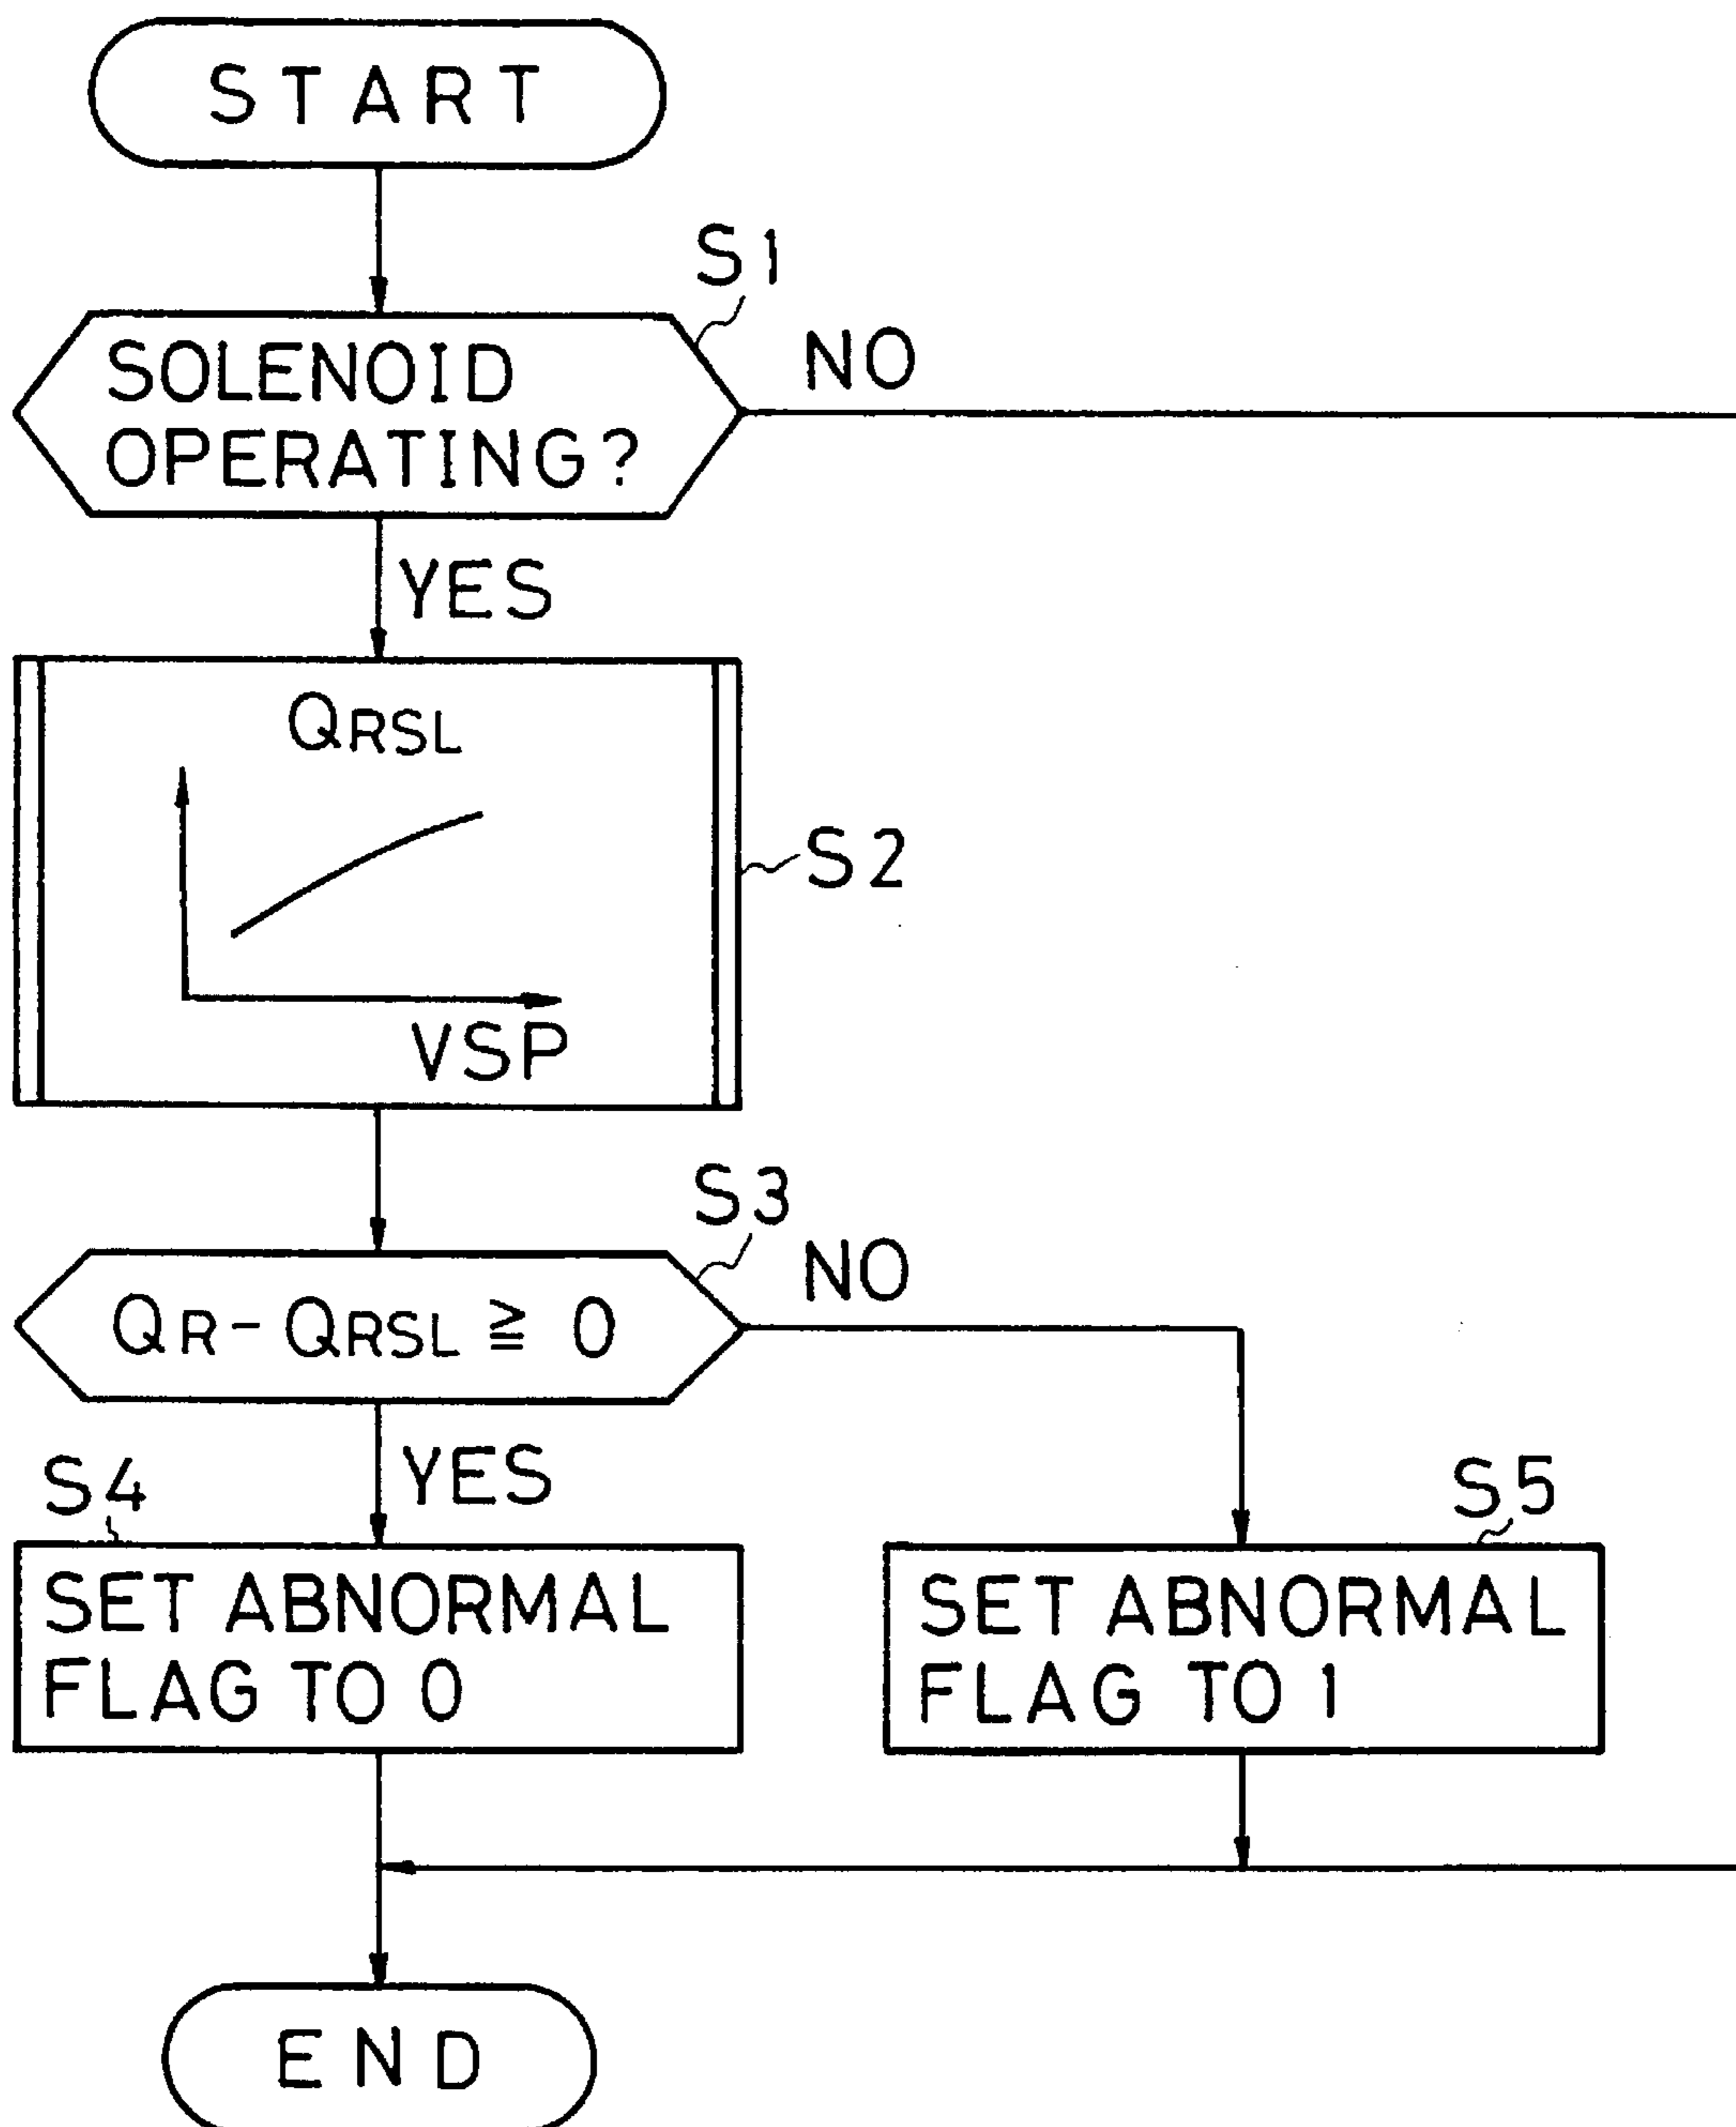 START
S1
SOLENOID
OPERATING?
NO
YES
QRSL
VSP
S2
S3
QR-QRSL ≧ 0
NO
YES
S4
SET ABNORMAL
FLAG TO 0
S5
SET ABNORMAL
FLAG TO 1
END